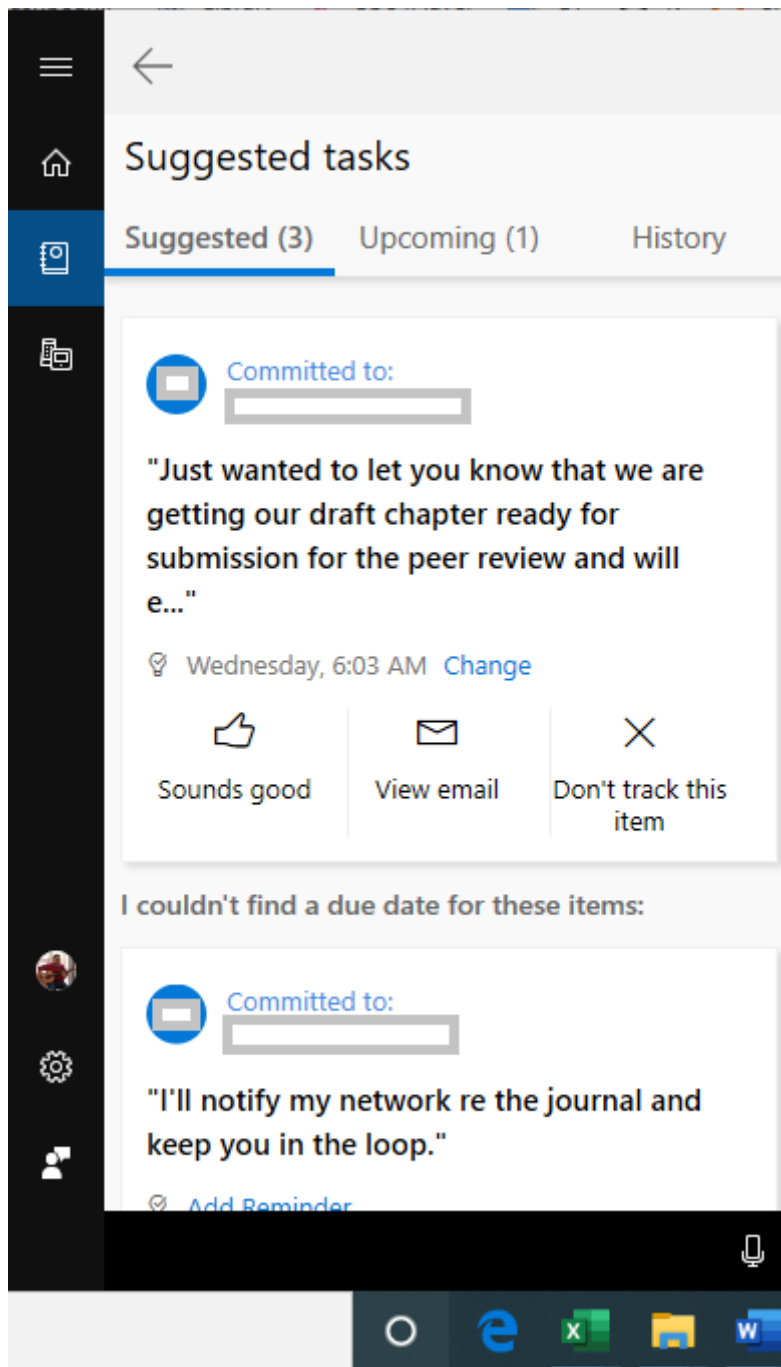 Suggested tasks
Suggested (3) Upcoming (1) History
Committed to:
"Just wanted to let you know that we are
getting our draft chapter ready for
submission for the peer review and will
e..."
Wednesday, 6:03 AM Change
Sounds good View email Don't track this
item
I couldn't find a due date for these items:
Committed to:
"I'll notify my network re the journal and
keep you in the loop."
Add Reminder